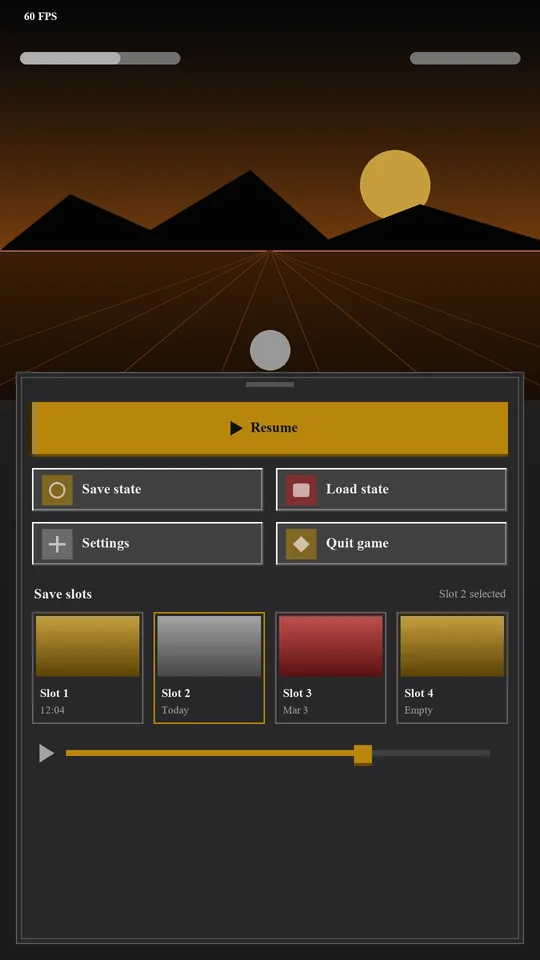 60 FPS
Resume
Save state
Load state
Settings
Quit game
Save slots
Slot 2 selected
Slot 1
12:04
Slot 2
Today
Slot 3
Mar 3
Slot 4
Empty